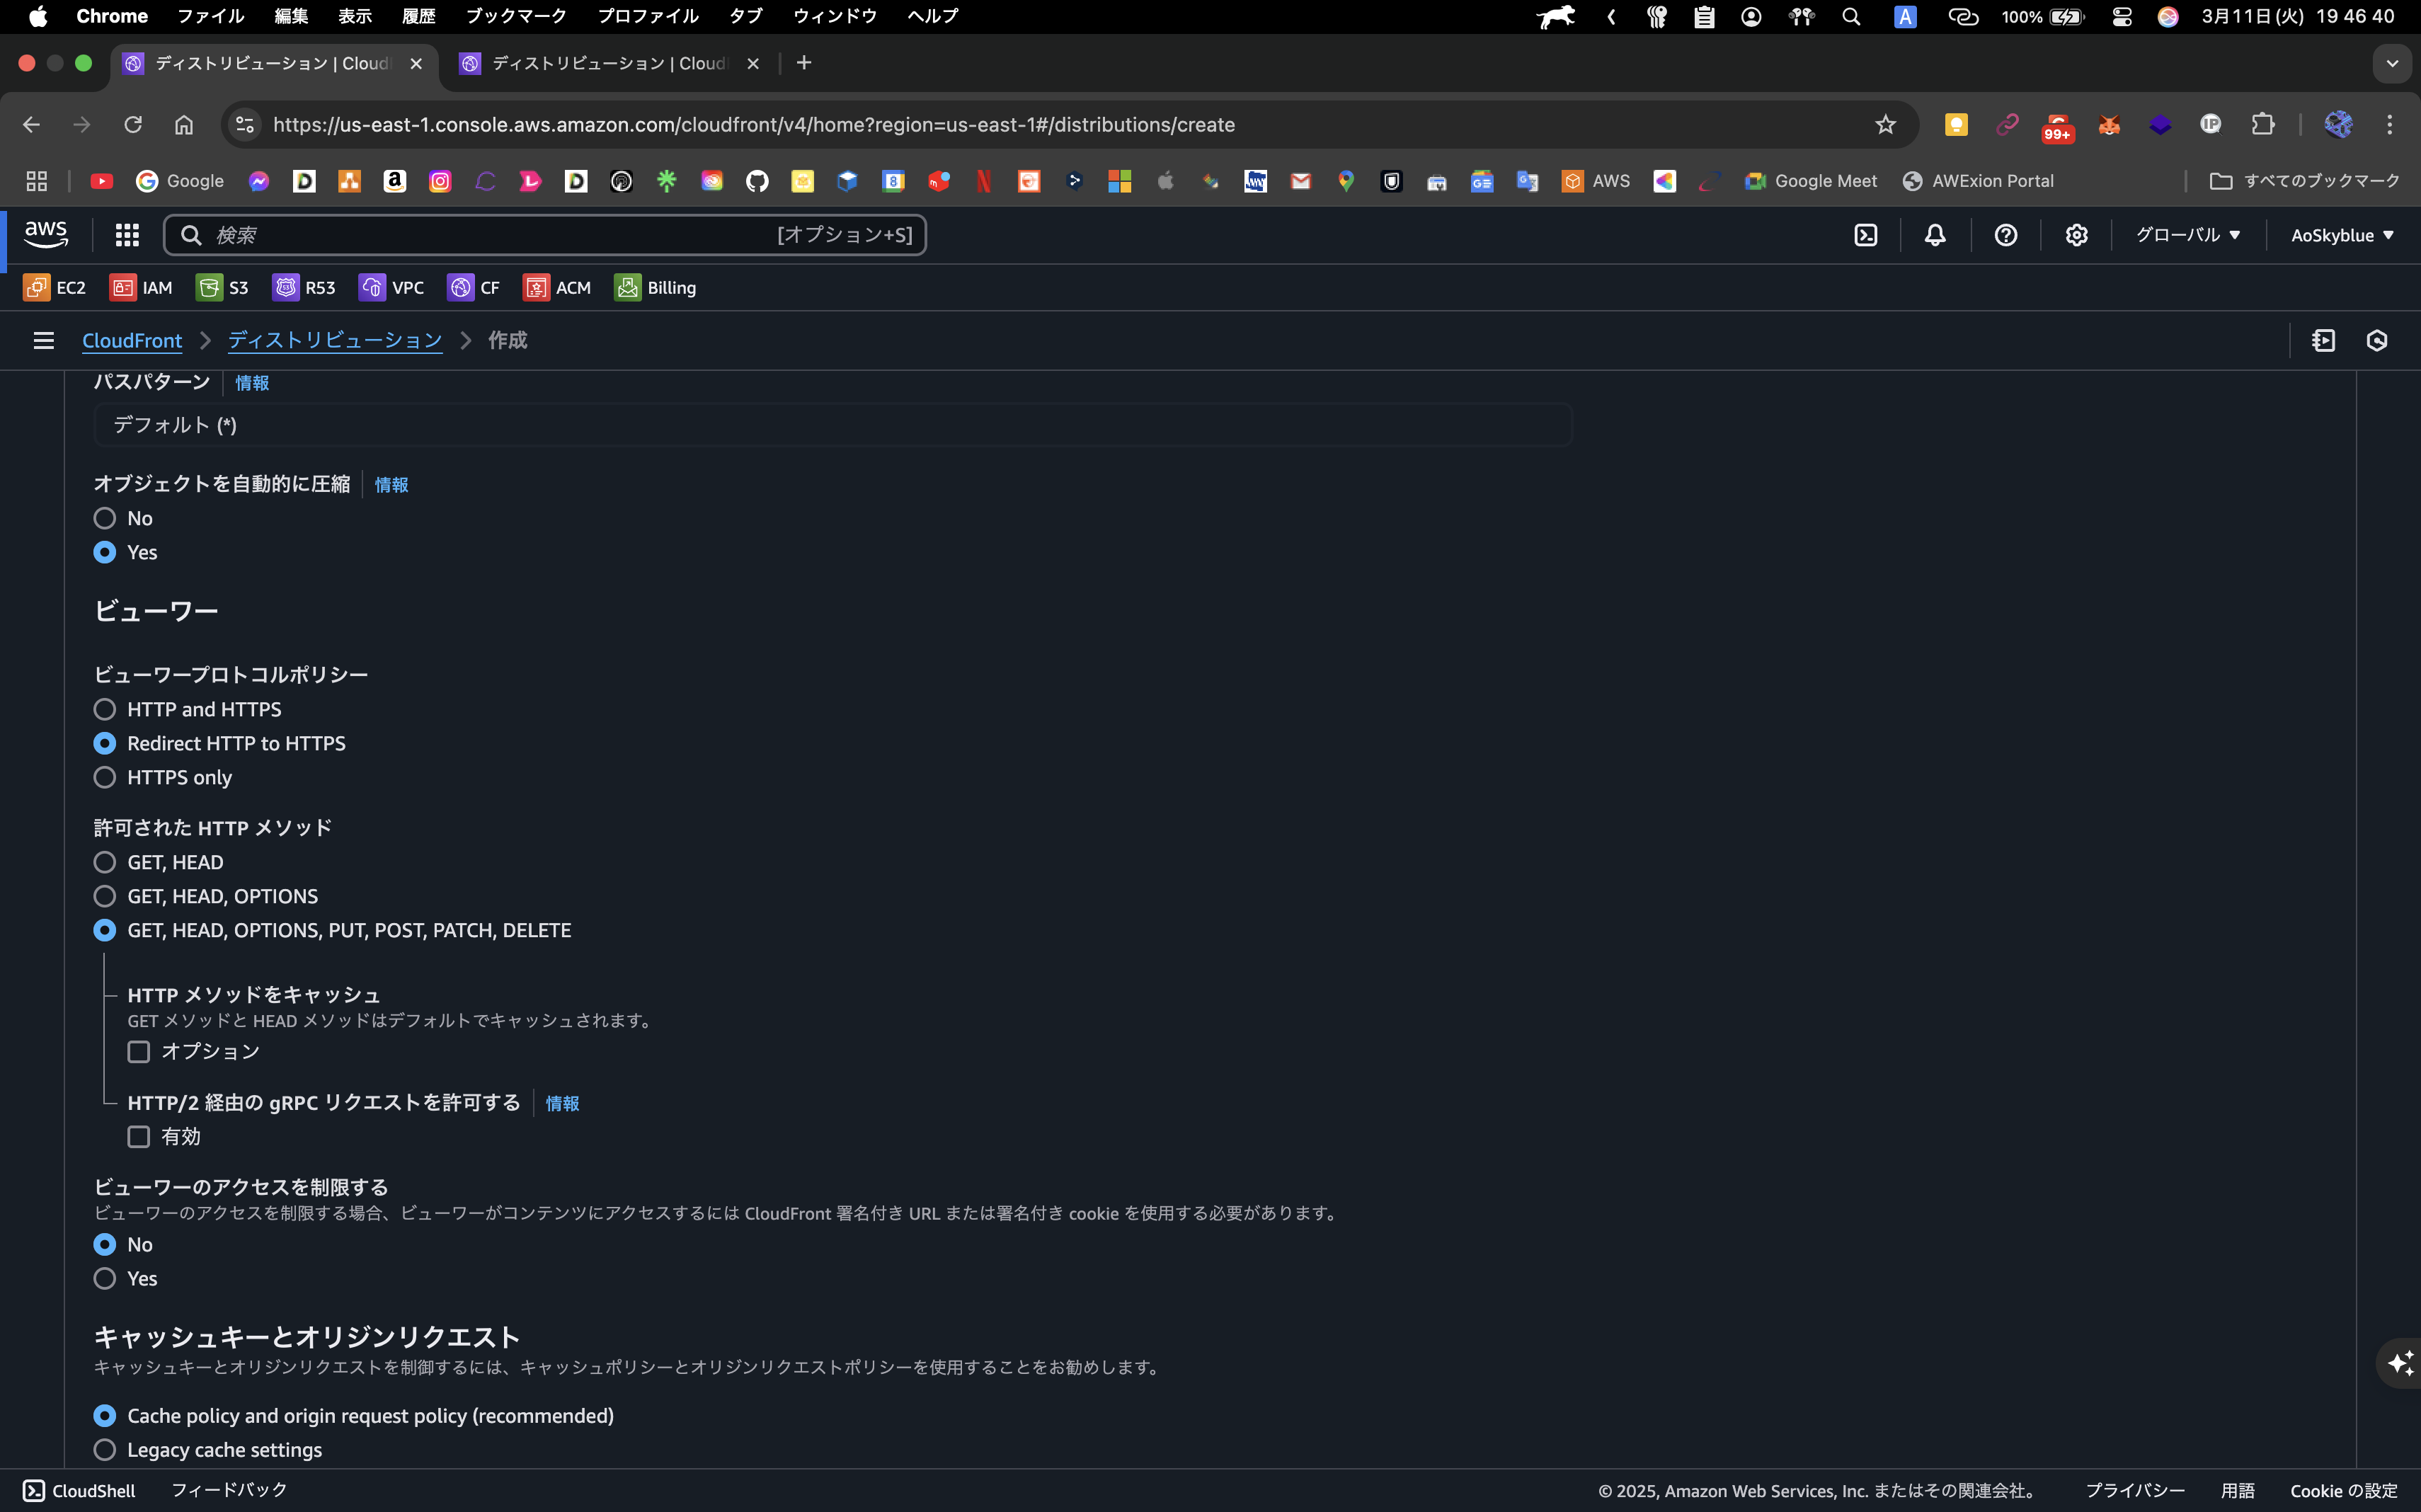 Chrome ファイル 編集 表示 履歴 ブックマーク プロファイル タブ ウィンドウ ヘルプ A 100% 3月11日(火) 19 46 40
ディストリビューション | Cloud ディストリビューション | Cloud
https://us-east-1.console.aws.amazon.com/cloudfront/v4/home?region=us-east-1#/distributions/create 99+ IP
Google AWS Google Meet AWExion Portal すべてのブックマーク
aws 検索 [オプション+S] グローバル AoSkyblue
EC2 IAM S3 R53 VPC CF ACM Billing
CloudFront ディストリビューション 作成
パスパターン 情報
デフォルト (*)
オブジェクトを自動的に圧縮 情報
No
Yes
ビューワー
ビューワープロトコルポリシー
HTTP and HTTPS
Redirect HTTP to HTTPS
HTTPS only
許可された HTTP メソッド
GET, HEAD
GET, HEAD, OPTIONS
GET, HEAD, OPTIONS, PUT, POST, PATCH, DELETE
HTTP メソッドをキャッシュ
GET メソッドと HEAD メソッドはデフォルトでキャッシュされます。
オプション
HTTP/2 経由の gRPC リクエストを許可する 情報
有効
ビューワーのアクセスを制限する
ビューワーのアクセスを制限する場合、ビューワーがコンテンツにアクセスするには CloudFront 署名付き URL または署名付き cookie を使用する必要があります。
No
Yes
キャッシュキーとオリジンリクエスト
キャッシュキーとオリジンリクエストを制御するには、キャッシュポリシーとオリジンリクエストポリシーを使用することをお勧めします。
Cache policy and origin request policy (recommended)
Legacy cache settings
CloudShell フィードバック © 2025, Amazon Web Services, Inc. またはその関連会社。 プライバシー 用語 Cookie の設定